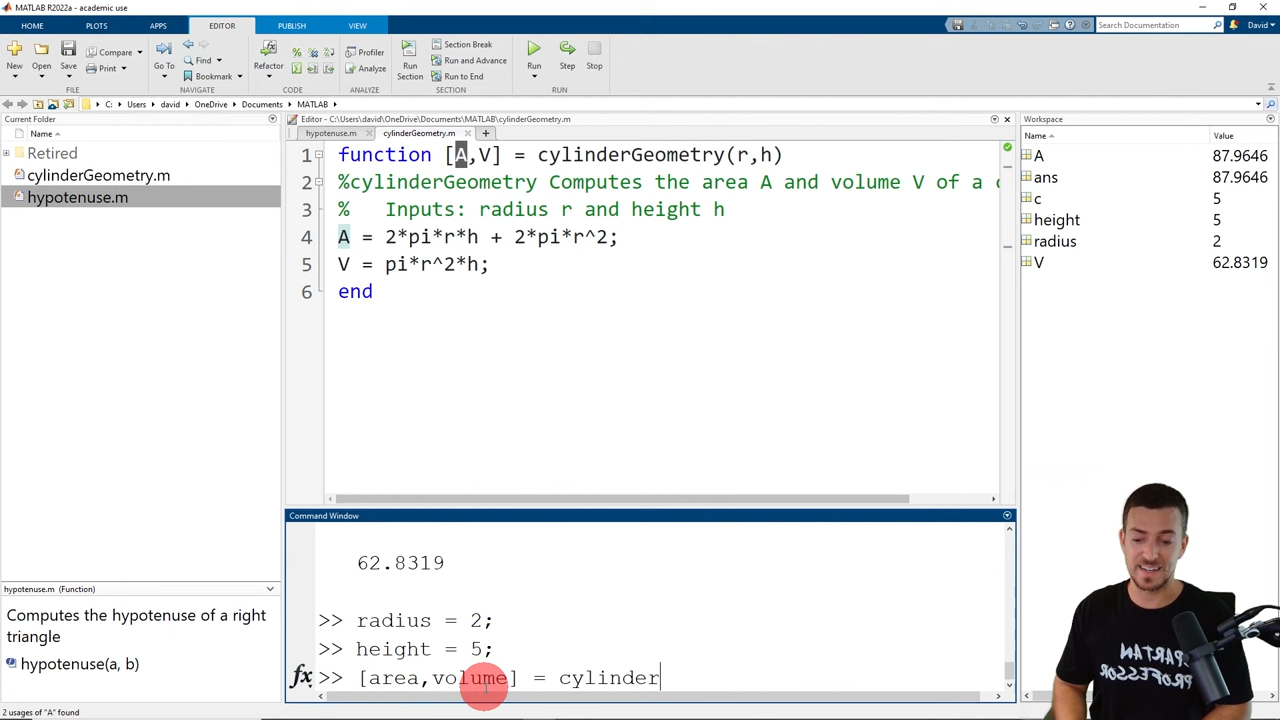 MATLAB R2022a - academic use
HOME PLOTS APPS EDITOR PUBLISH VIEW
Search Documentation David
New Open Save Compare Print Go To Find Bookmark Refactor Profiler Analyze Run Section Section Break Run and Advance Run to End Run Step Stop
FILE NAVIGATE CODE ANALYZE SECTION RUN
C: Users david OneDrive Documents MATLAB
Current Folder
Name
Retired
cylinderGeometry.m
hypotenuse.m
hypotenuse.m (Function)
Computes the hypotenuse of a right
triangle
hypotenuse(a, b)
2 usages of "A" found
Editor - C:\Users\david\OneDrive\Documents\MATLAB\cylinderGeometry.m
hypotenuse.m cylinderGeometry.m
1 function [A,V] = cylinderGeometry(r,h)
2 %cylinderGeometry Computes the area A and volume V of a c
3 % Inputs: radius r and height h
4 A = 2*pi*r*h + 2*pi*r^2;
5 V = pi*r^2*h;
6 end
Command Window
62.8319
>> radius = 2;
>> height = 5;
fx >> [area,volume] = cylinder
Workspace
Name Value
A 87.9646
ans 87.9646
c 5
height 5
radius 2
V 62.8319
SPARTAN
PROFESSOR